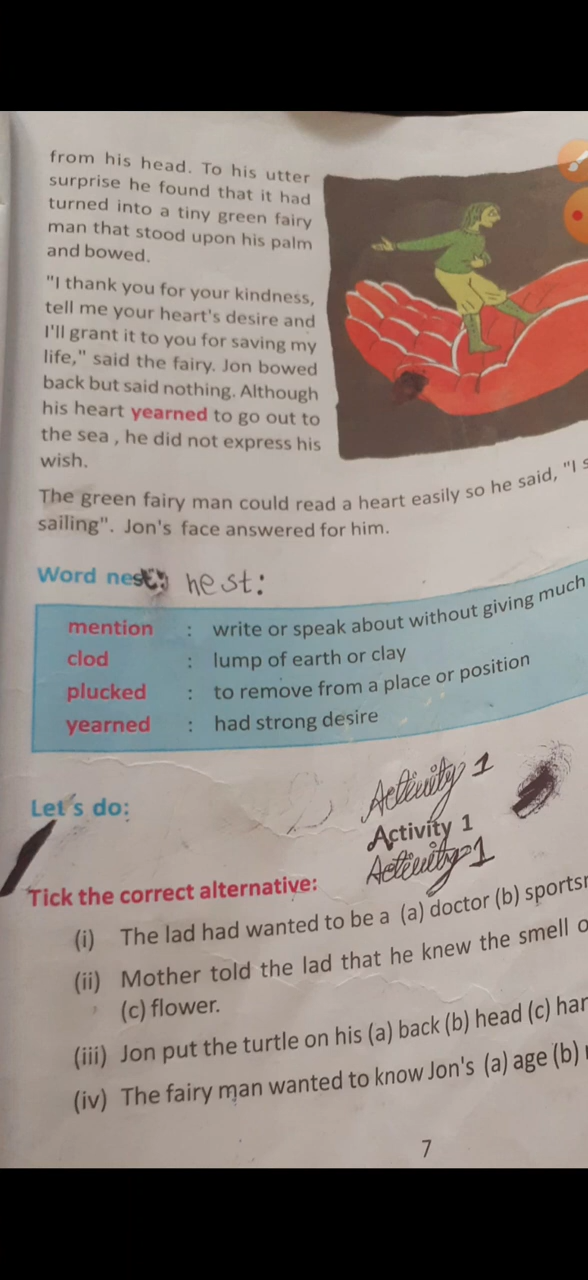 from his head. To his utter
surprise he found that it had
turned into a tiny green fairy
man that stood upon his palm
and bowed.
"I thank you for your kindness,
tell me your heart's desire and
I'll grant it to you for saving my
life," said the fairy. Jon bowed
back but said nothing. Although
his heart yearned to go out to
the sea , he did not express his
wish.
The green fairy man could read a heart easily so he said, "I
sailing". Jon's face answered for him.
Word nest: hest:
mention : write or speak about without giving much
clod : lump of earth or clay
plucked : to remove from a place or position
yearned : had strong desire
Activity 1
Let's do:
Activity 1
Activity 1
Tick the correct alternative:
(i) The lad had wanted to be a (a) doctor (b)
(ii) Mother told the lad that he knew the smell
(c) flower.
(iii) Jon put the turtle on his (a) back (b) head (c)
(iv) The fairy man wanted to know Jon's (a) age (b)
7